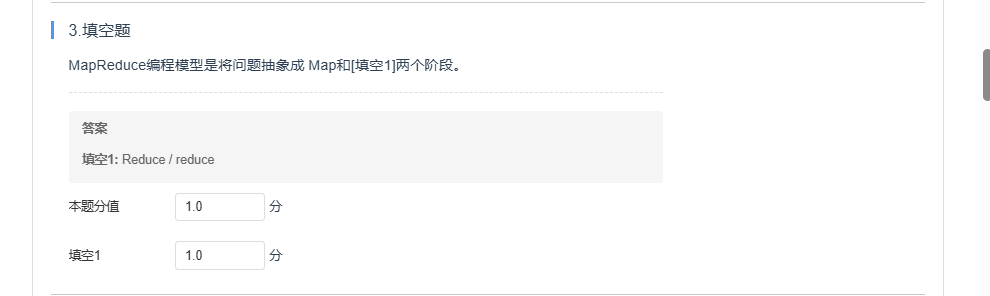 3.填空题
MapReduce编程模型是将问题抽象成 Map和[填空1]两个阶段。
答案
填空1: Reduce / reduce
本题分值 1.0 分
填空1 1.0 分